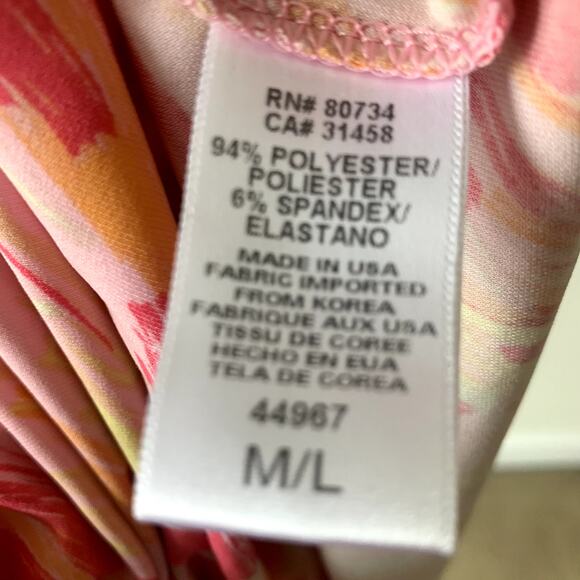 RN# 80734
CA# 31458
94% POLYESTER/
POLIESTER
6% SPANDEX/
ELASTANO
MADE IN USA
FABRIC IMPORTED
FROM KOREA
FABRIQUE AUX USA
TISSU DE COREE
HECHO EN EUA
TELA DE COREA
44967
M/L